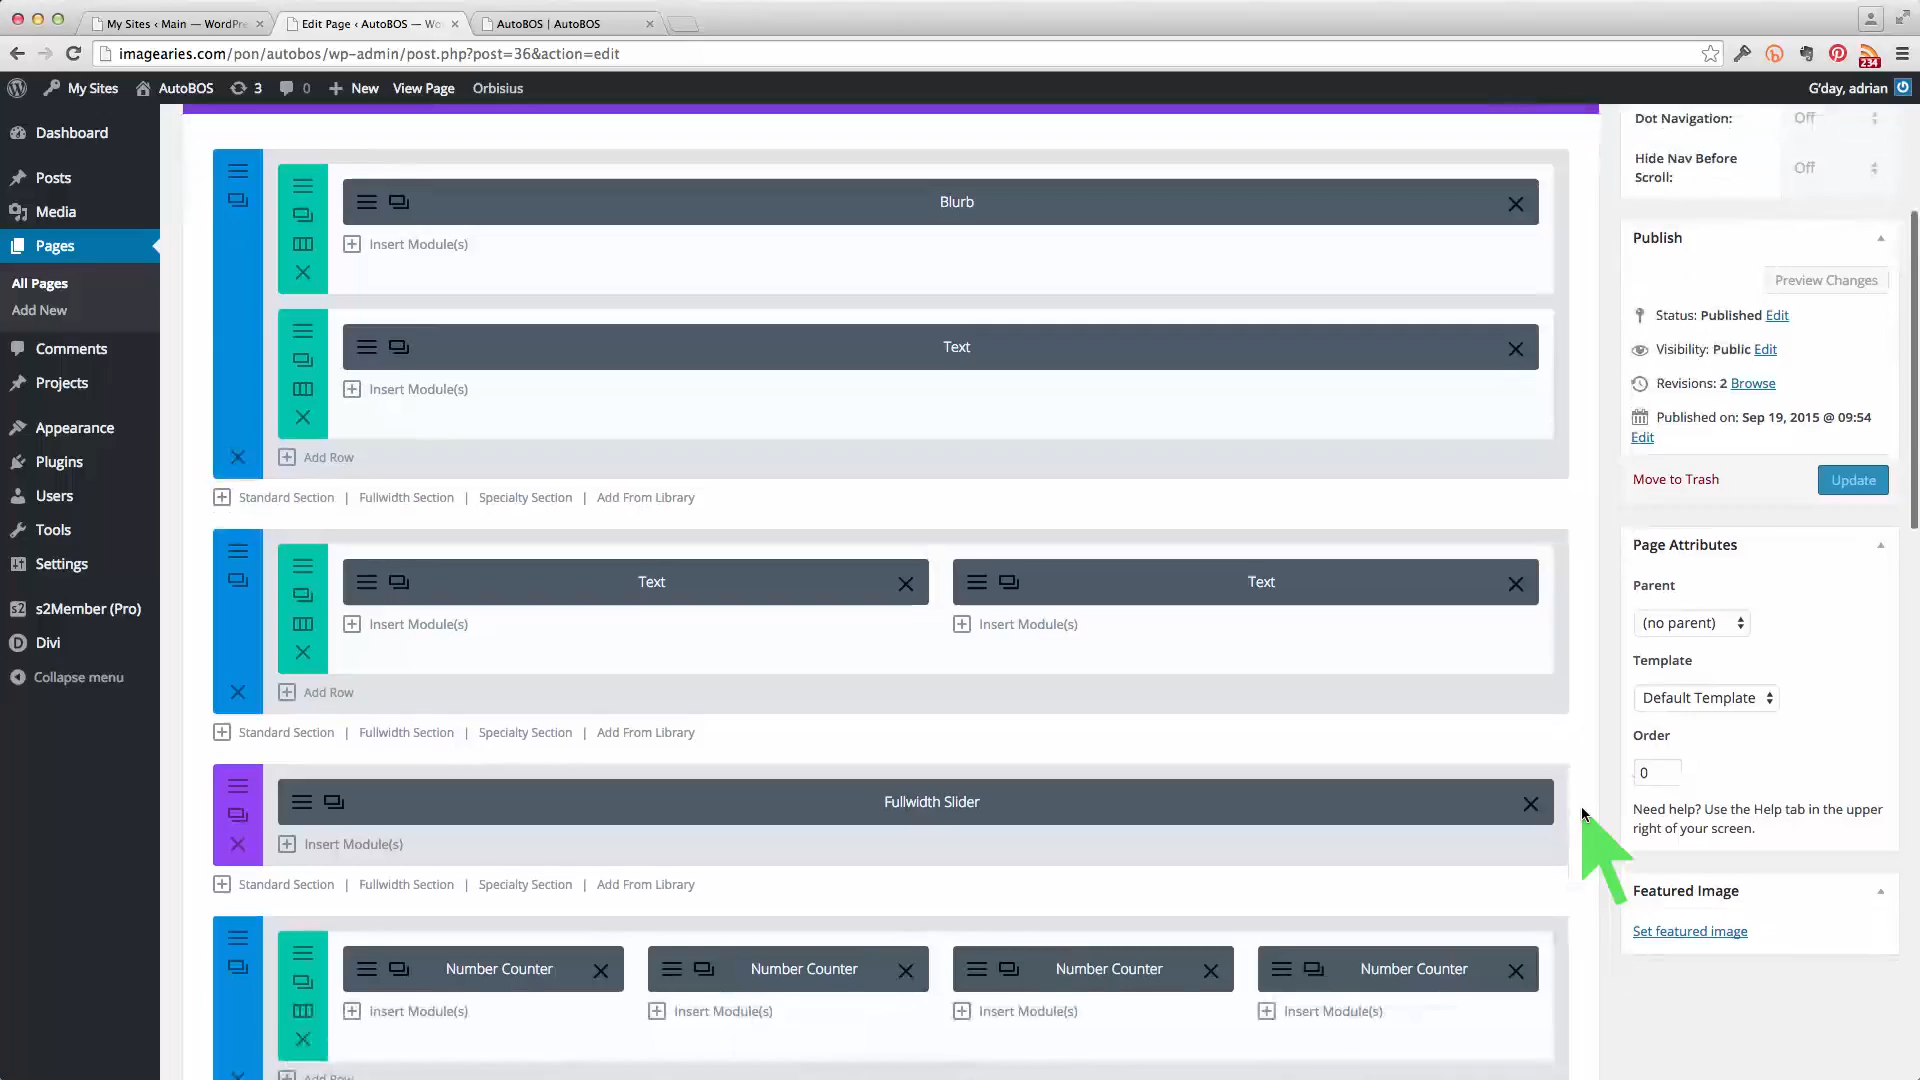 My Sites ‹ Main — WordPre
Edit Page ‹ AutoBOS — Wo
AutoBOS | AutoBOS
imagearies.com/pon/autobos/wp-admin/post.php?post=36&action=edit
234
My Sites
AutoBOS
3
0
New
View Page
Orbisius
G'day, adrian
Dashboard
Posts
Media
Pages
All Pages
Add New
Comments
Projects
Appearance
Plugins
Users
Tools
Settings
s2 s2Member (Pro)
D Divi
Collapse menu
Blurb
Insert Module(s)
Text
Insert Module(s)
Add Row
Standard Section | Fullwidth Section | Specialty Section | Add From Library
Text
Text
Insert Module(s)
Insert Module(s)
Add Row
Standard Section | Fullwidth Section | Specialty Section | Add From Library
Fullwidth Slider
Insert Module(s)
Standard Section | Fullwidth Section | Specialty Section | Add From Library
Number Counter
Number Counter
Number Counter
Number Counter
Insert Module(s)
Insert Module(s)
Insert Module(s)
Insert Module(s)
Add Row
Dot Navigation:
Off
Hide Nav Before
Scroll:
Off
Publish
Preview Changes
Status: Published Edit
Visibility: Public Edit
Revisions: 2 Browse
Published on: Sep 19, 2015 @ 09:54
Edit
Move to Trash
Update
Page Attributes
Parent
(no parent)
Template
Default Template
Order
0
Need help? Use the Help tab in the upper
right of your screen.
Featured Image
Set featured image